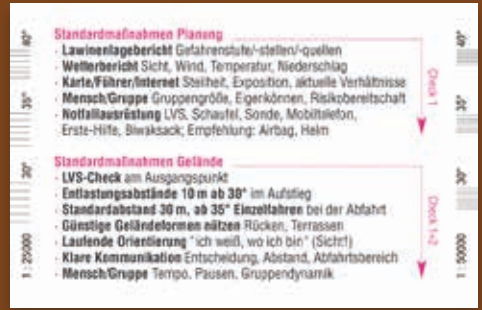 Standardmaßnahmen Planung
· Lawinenlagebericht Gefahrenstufe/-stellen/-quellen
· Wetterbericht Sicht, Wind, Temperatur, Niederschlag
· Karte/Führer/Internet Steilheit, Exposition, aktuelle Verhältnisse
· Mensch/Gruppe Gruppengröße, Eigenkönnen, Risikobereitschaft
· Notfallausrüstung LVS, Schaufel, Sonde, Mobiltelefon,
Erste-Hilfe, Biwaksack; Empfehlung: Airbag, Helm
Check 1
Standardmaßnahmen Gelände
· LVS-Check am Ausgangspunkt
· Entlastungsabstände 10 m ab 30° im Aufstieg
· Standardabstand 30 m, ab 35° Einzelfahren bei der Abfahrt
· Günstige Geländeformen nützen Rücken, Terrassen
· Laufende Orientierung "ich weiß, wo ich bin" (Sicht!)
· Klare Kommunikation Entscheidung, Abstand, Abfahrtsbereich
· Mensch/Gruppe Tempo, Pausen, Gruppendynamik
Check 1+2
40°
35°
30°
1 : 25000
40°
35°
30°
1 : 50000